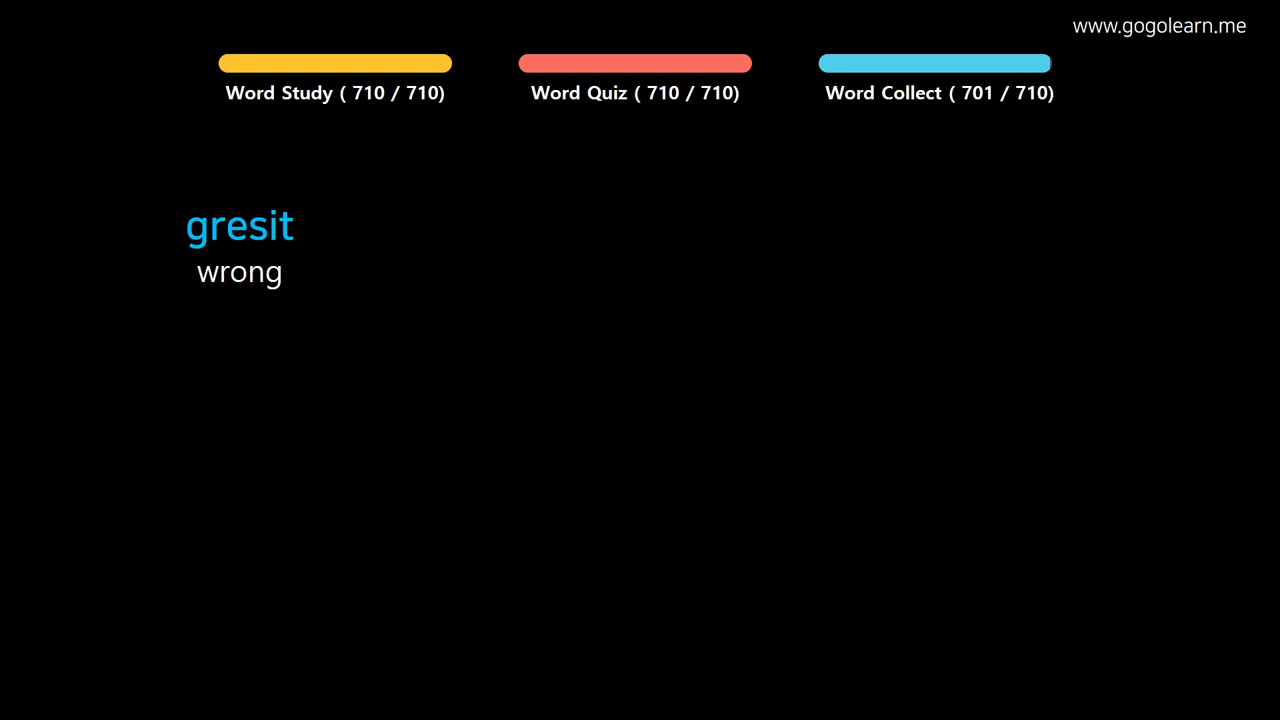 www.gogolearn.me
Word Study ( 710 / 710)
Word Quiz ( 710 / 710)
Word Collect ( 701 / 710)
gresit
wrong